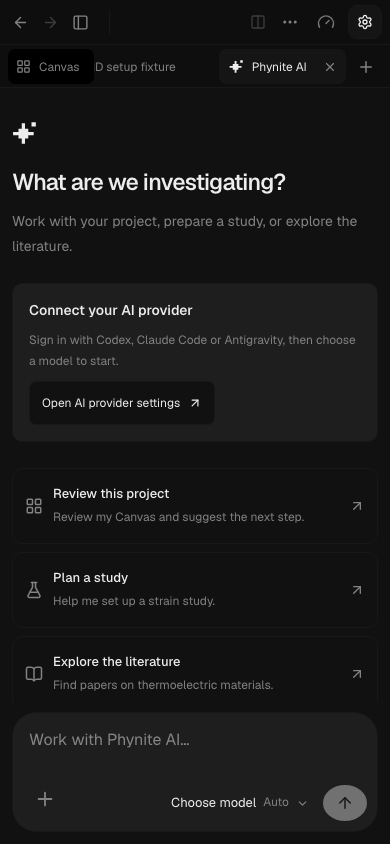 Canvas
D setup fixture
Phynite AI
What are we investigating?
Work with your project, prepare a study, or explore the
literature.
Connect your AI provider
Sign in with Codex, Claude Code or Antigravity, then choose
a model to start.
Open AI provider settings
Review this project
Review my Canvas and suggest the next step.
Plan a study
Help me set up a strain study.
Explore the literature
Find papers on thermoelectric materials.
Work with Phynite AI...
Choose model Auto